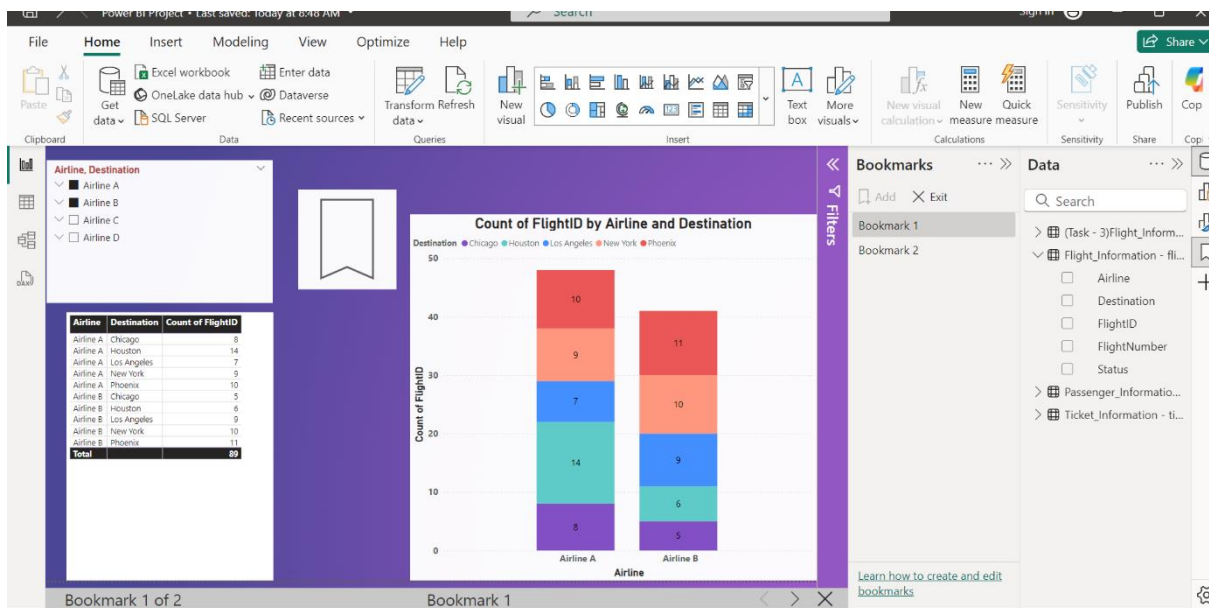 Power BI Project • Last saved: Today at 8:48 AM
Search
Sign in
File Home Insert Modeling View Optimize Help
Share
Paste
Get data
Excel workbook
OneLake data hub
SQL Server
Enter data
Dataverse
Recent sources
Transform data
Refresh
New visual
Text box
More visuals
New visual calculation
New measure
Quick measure
Sensitivity
Publish
Cop
Clipboard
Data
Queries
Insert
Calculations
Sensitivity
Share
Airline, Destination
Airline A
Airline B
Airline C
Airline D
Airline Destination Count of FlightID
Airline A Chicago 8
Airline A Houston 14
Airline A Los Angeles 7
Airline A New York 9
Airline A Phoenix 10
Airline B Chicago 5
Airline B Houston 6
Airline B Los Angeles 9
Airline B New York 10
Airline B Phoenix 11
Total 89
Count of FlightID by Airline and Destination
Destination Chicago Houston Los Angeles New York Phoenix
50
40
30
20
10
0
Count of FlightID
10
9
7
14
8
11
10
9
6
5
Airline A Airline B
Airline
Filters
Bookmarks
Add Exit
Bookmark 1
Bookmark 2
Learn how to create and edit
bookmarks
Data
Search
(Task - 3)Flight_Inform...
Flight_Information - fli...
Airline
Destination
FlightID
FlightNumber
Status
Passenger_Informatio...
Ticket_Information - ti...
Bookmark 1 of 2 Bookmark 1